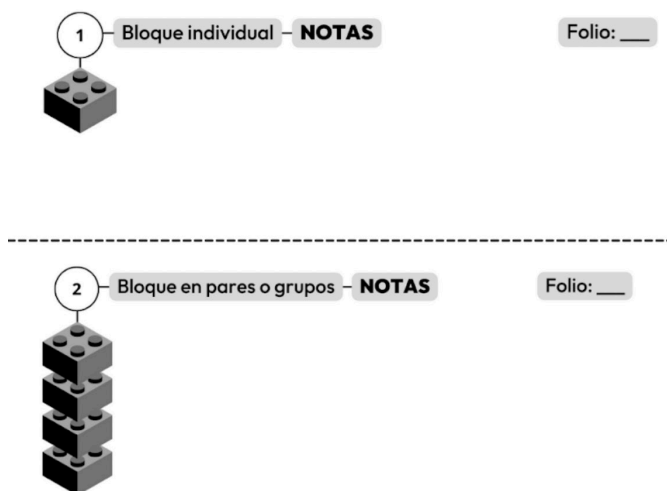 1 Bloque individual NOTAS Folio: ___
2 Bloque en pares o grupos NOTAS Folio: ___